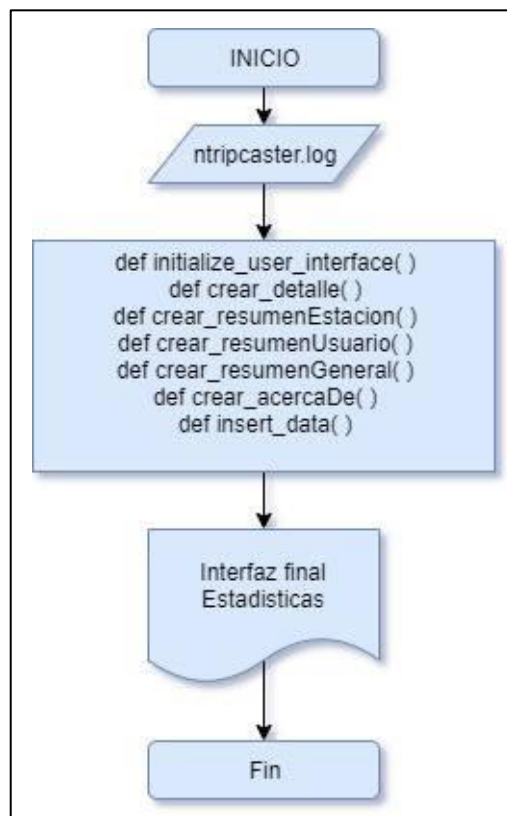 INICIO
ntripcaster.log
def initialize_user_interface( )
def crear_detalle( )
def crear_resumenEstacion( )
def crear_resumenUsuario( )
def crear_resumenGeneral( )
def crear_acercaDe( )
def insert_data( )
Interfaz final
Estadisticas
Fin